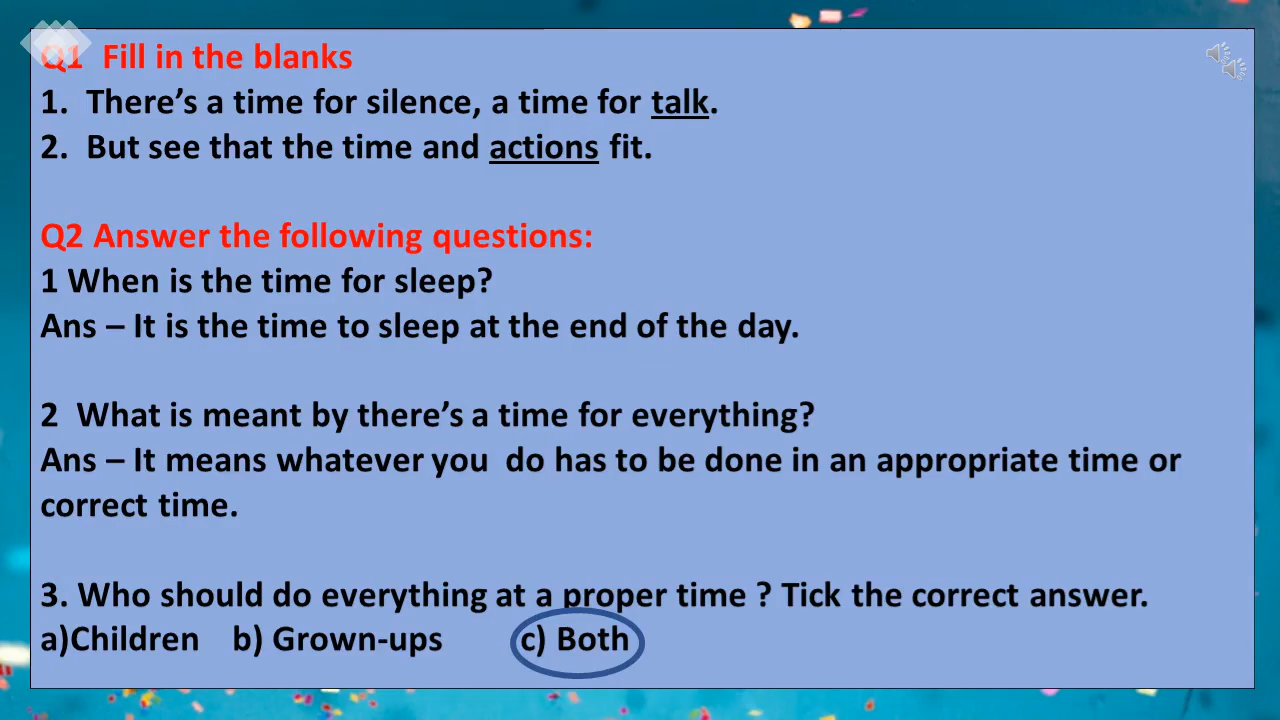 Q1 Fill in the blanks
1. There’s a time for silence, a time for talk.
2. But see that the time and actions fit.
Q2 Answer the following questions:
1 When is the time for sleep?
Ans – It is the time to sleep at the end of the day.
2 What is meant by there’s a time for everything?
Ans – It means whatever you do has to be done in an appropriate time or
correct time.
3. Who should do everything at a proper time ? Tick the correct answer.
a)Children b) Grown-ups c) Both